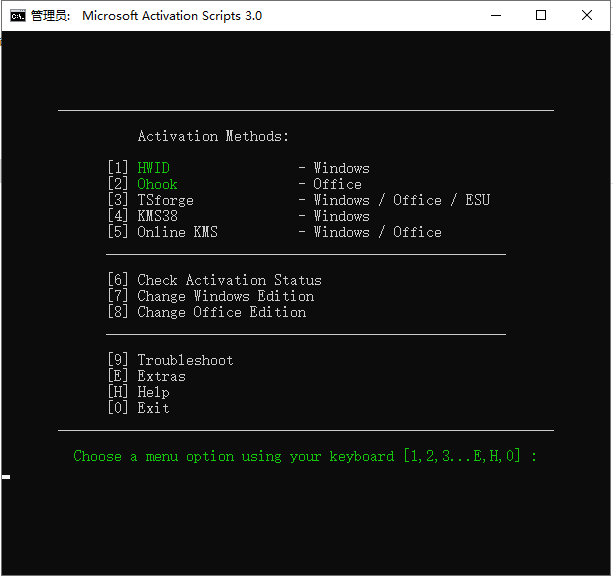 管理员: Microsoft Activation Scripts 3.0
Activation Methods:
[1] HWID - Windows
[2] Ohook - Office
[3] TSforge - Windows / Office / ESU
[4] KMS38 - Windows
[5] Online KMS - Windows / Office
[6] Check Activation Status
[7] Change Windows Edition
[8] Change Office Edition
[9] Troubleshoot
[E] Extras
[H] Help
[0] Exit
Choose a menu option using your keyboard [1,2,3...E,H,0] :